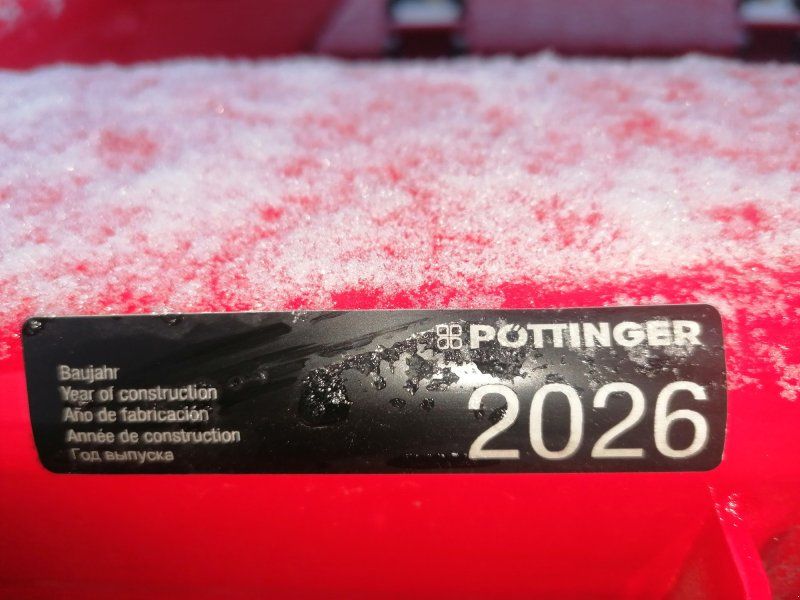 PÖTTINGER
Baujahr
Year of construction
Año de fabricación
Année de construction
Год выпуска
2026